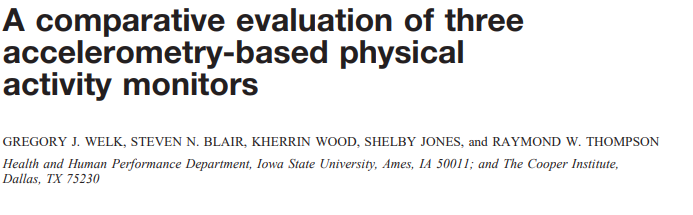 A comparative evaluation of three
accelerometry-based physical
activity monitors
GREGORY J. WELK, STEVEN N. BLAIR, KHERRIN WOOD, SHELBY JONES, and RAYMOND W. THOMPSON
Health and Human Performance Department, Iowa State University, Ames, IA 50011; and The Cooper Institute,
Dallas, TX 75230